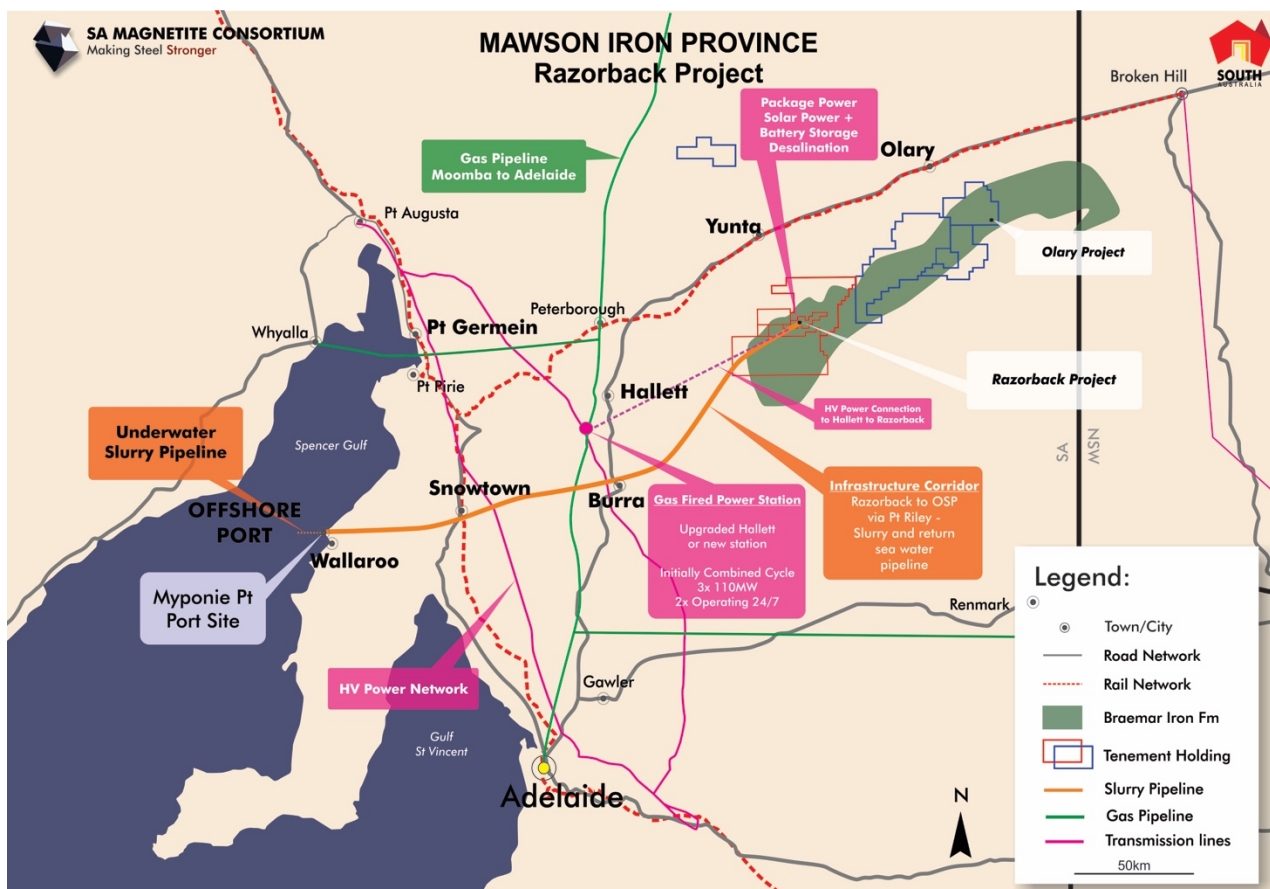 SA MAGNETITE CONSORTIUM
Making Steel Stronger
MAWSON IRON PROVINCE
Razorback Project
SOUTH
AUSTRALIA
Broken Hill
Package Power
Solar Power +
Battery Storage
Desalination
Gas Pipeline
Moomba to Adelaide
Olary
Pt Augusta
Yunta
Olary Project
Peterborough
Whyalla
Pt Germein
Pt Pirie
Razorback Project
Hallett
HV Power Connection
to Hallett to Razorback
Underwater
Slurry Pipeline
Spencer Gulf
SA
NSW
Snowtown
Burra
OFFSHORE
PORT
Wallaroo
Gas Fired Power Station
Upgraded Hallett
or new station
Initially Combined Cycle
3x 110MW
2x Operating 24/7
Infrastructure Corridor
Razorback to OSP
via Pt Riley -
Slurry and return
sea water
pipeline
Myponie Pt
Port Site
Renmark
HV Power Network
Gawler
Gulf
St Vincent
Adelaide
N
Legend:
Town/City
Road Network
Rail Network
Braemar Iron Fm
Tenement Holding
Slurry Pipeline
Gas Pipeline
Transmission lines
50km